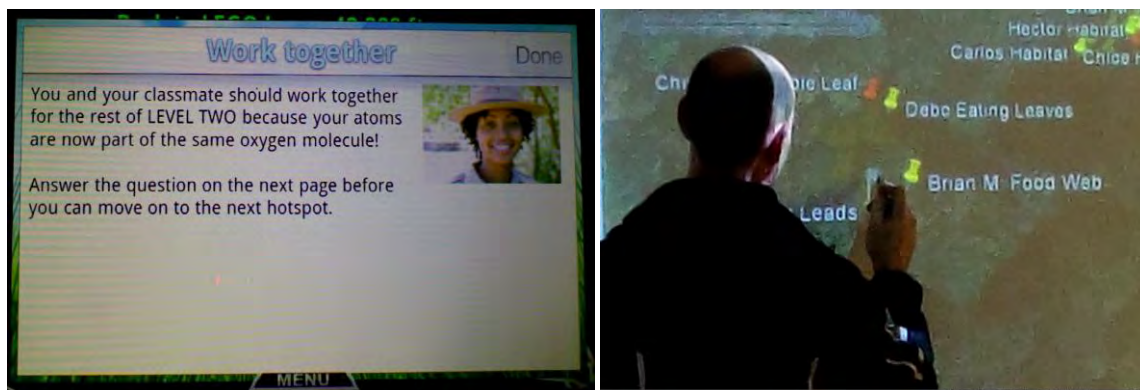 Work together
Done
You and your classmate should work together
for the rest of LEVEL TWO because your atoms
are now part of the same oxygen molecule!
Answer the question on the next page before
you can move on to the next hotspot.
MENU
Hector Habitat
Carlos Habitat
Leaf
Debo Eating Leaves
Brian M Food Web
Leads